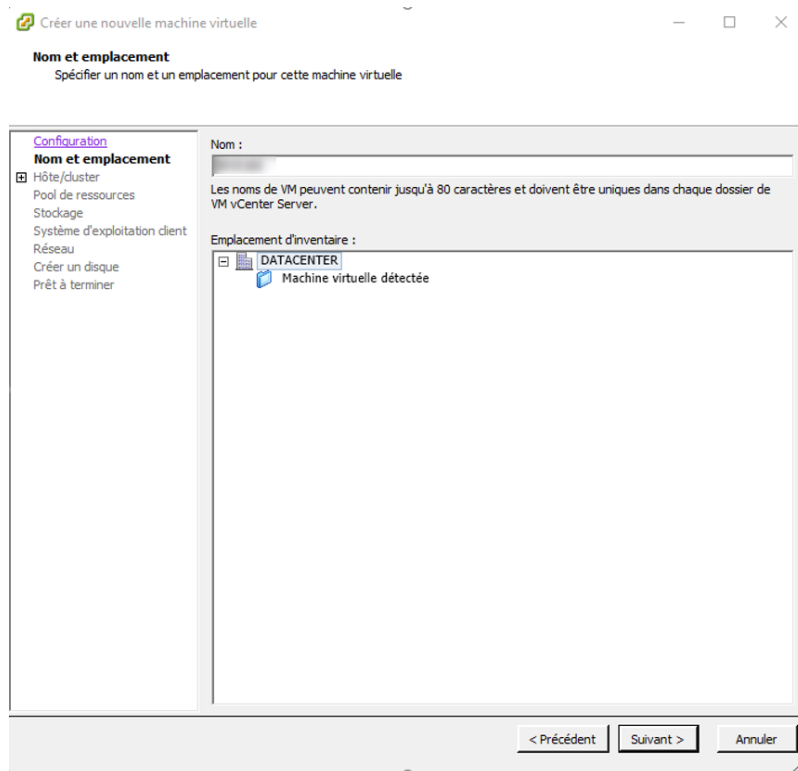 Créer une nouvelle machine virtuelle
Nom et emplacement
Spécifier un nom et un emplacement pour cette machine virtuelle
Configuration
Nom et emplacement
Hôte/cluster
Pool de ressources
Stockage
Système d'exploitation client
Réseau
Créer un disque
Prêt à terminer
Nom :
Les noms de VM peuvent contenir jusqu'à 80 caractères et doivent être uniques dans chaque dossier de
VM vCenter Server.
Emplacement d'inventaire :
DATACENTER
Machine virtuelle détectée
< Précédent
Suivant >
Annuler